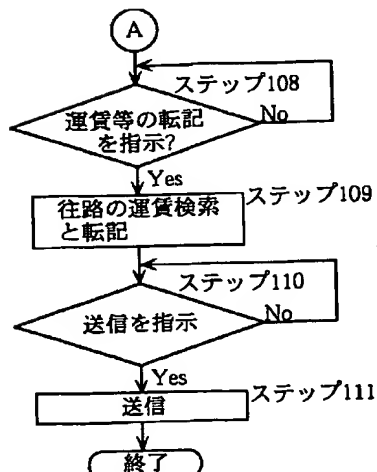 A
ステップ108
運賃等の転記
を指示?
No
Yes
ステップ109
往路の運賃検索
と転記
ステップ110
送信を指示
No
Yes
ステップ111
送信
終了